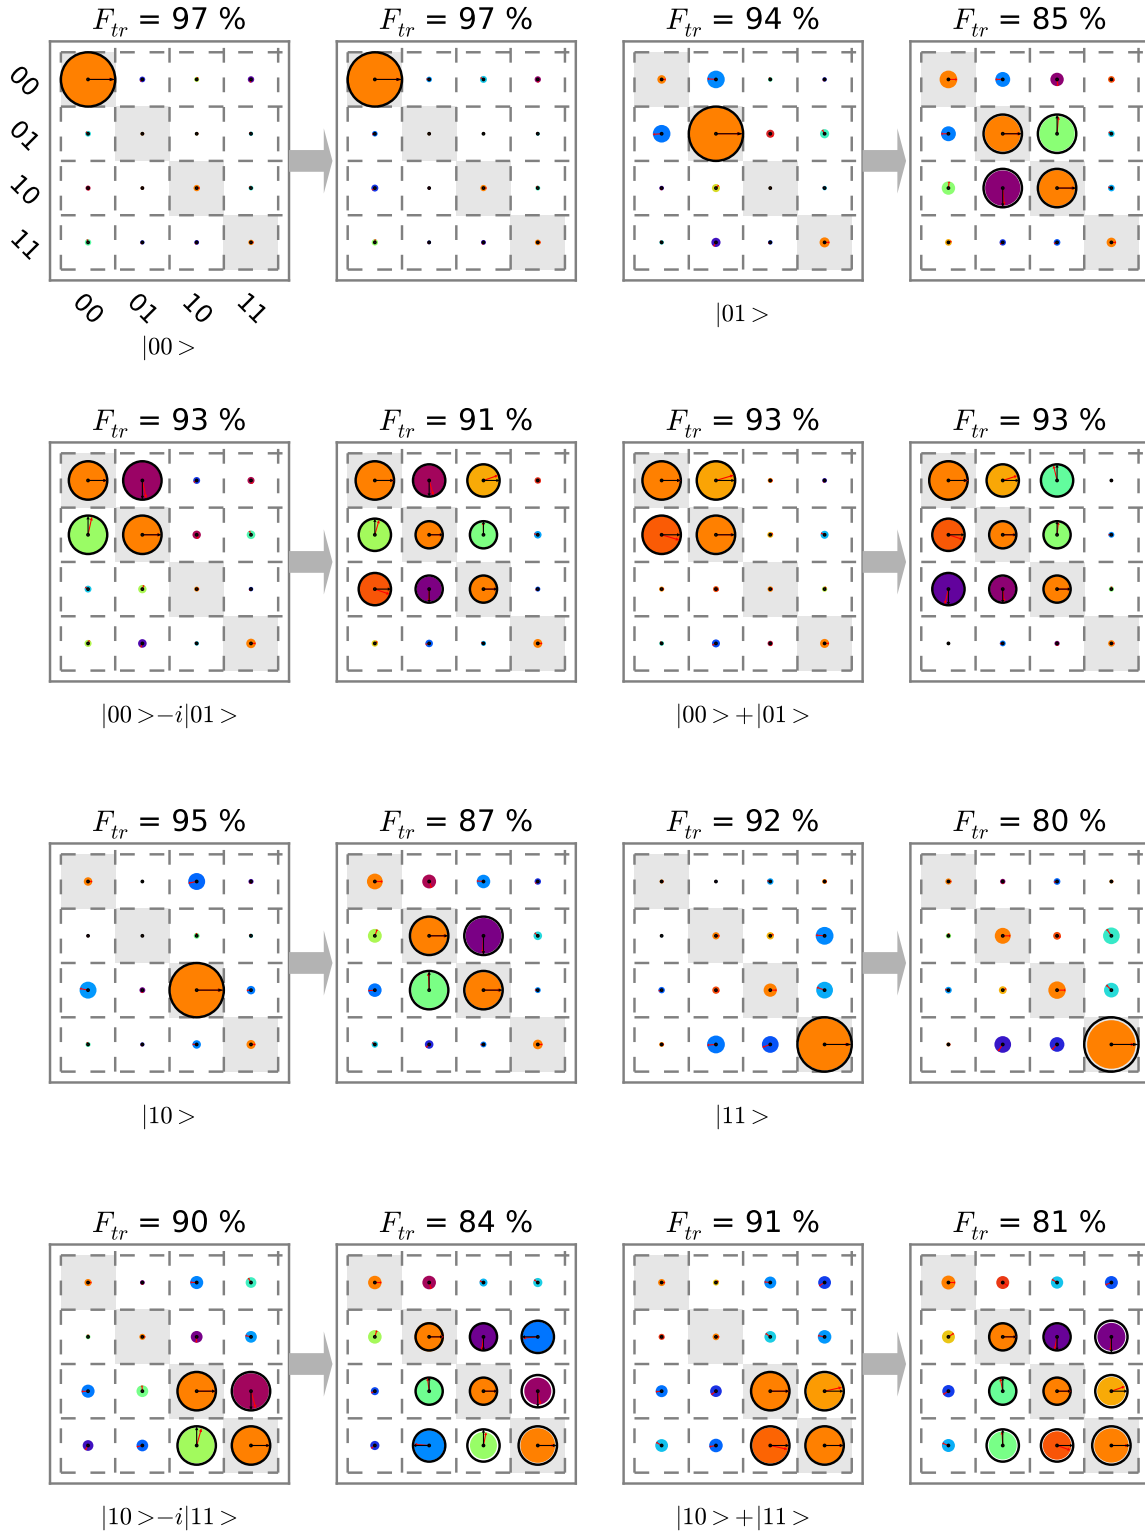 F_tr = 97 %
F_tr = 97 %
F_tr = 94 %
F_tr = 85 %
00
01
10
11
00 01 10 11
|00 >
|01 >
F_tr = 93 %
F_tr = 91 %
F_tr = 93 %
F_tr = 93 %
|00 >−i|01 >
|00 >+|01 >
F_tr = 95 %
F_tr = 87 %
F_tr = 92 %
F_tr = 80 %
|10 >
|11 >
F_tr = 90 %
F_tr = 84 %
F_tr = 91 %
F_tr = 81 %
|10 >−i|11 >
|10 >+|11 >